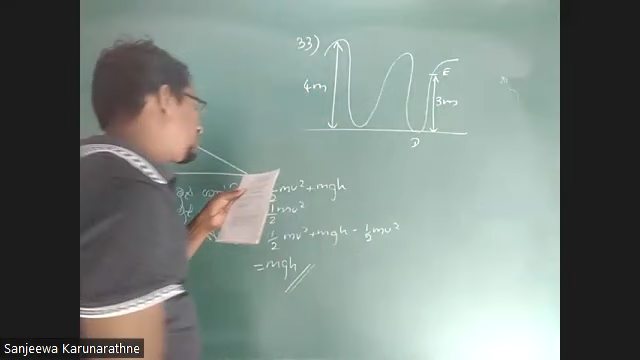 33)
4m
E
3m
D
½mv² + mgh
½mv²
½mv² + mgh - ½mv²
= mgh
Sanjeewa Karunarathne